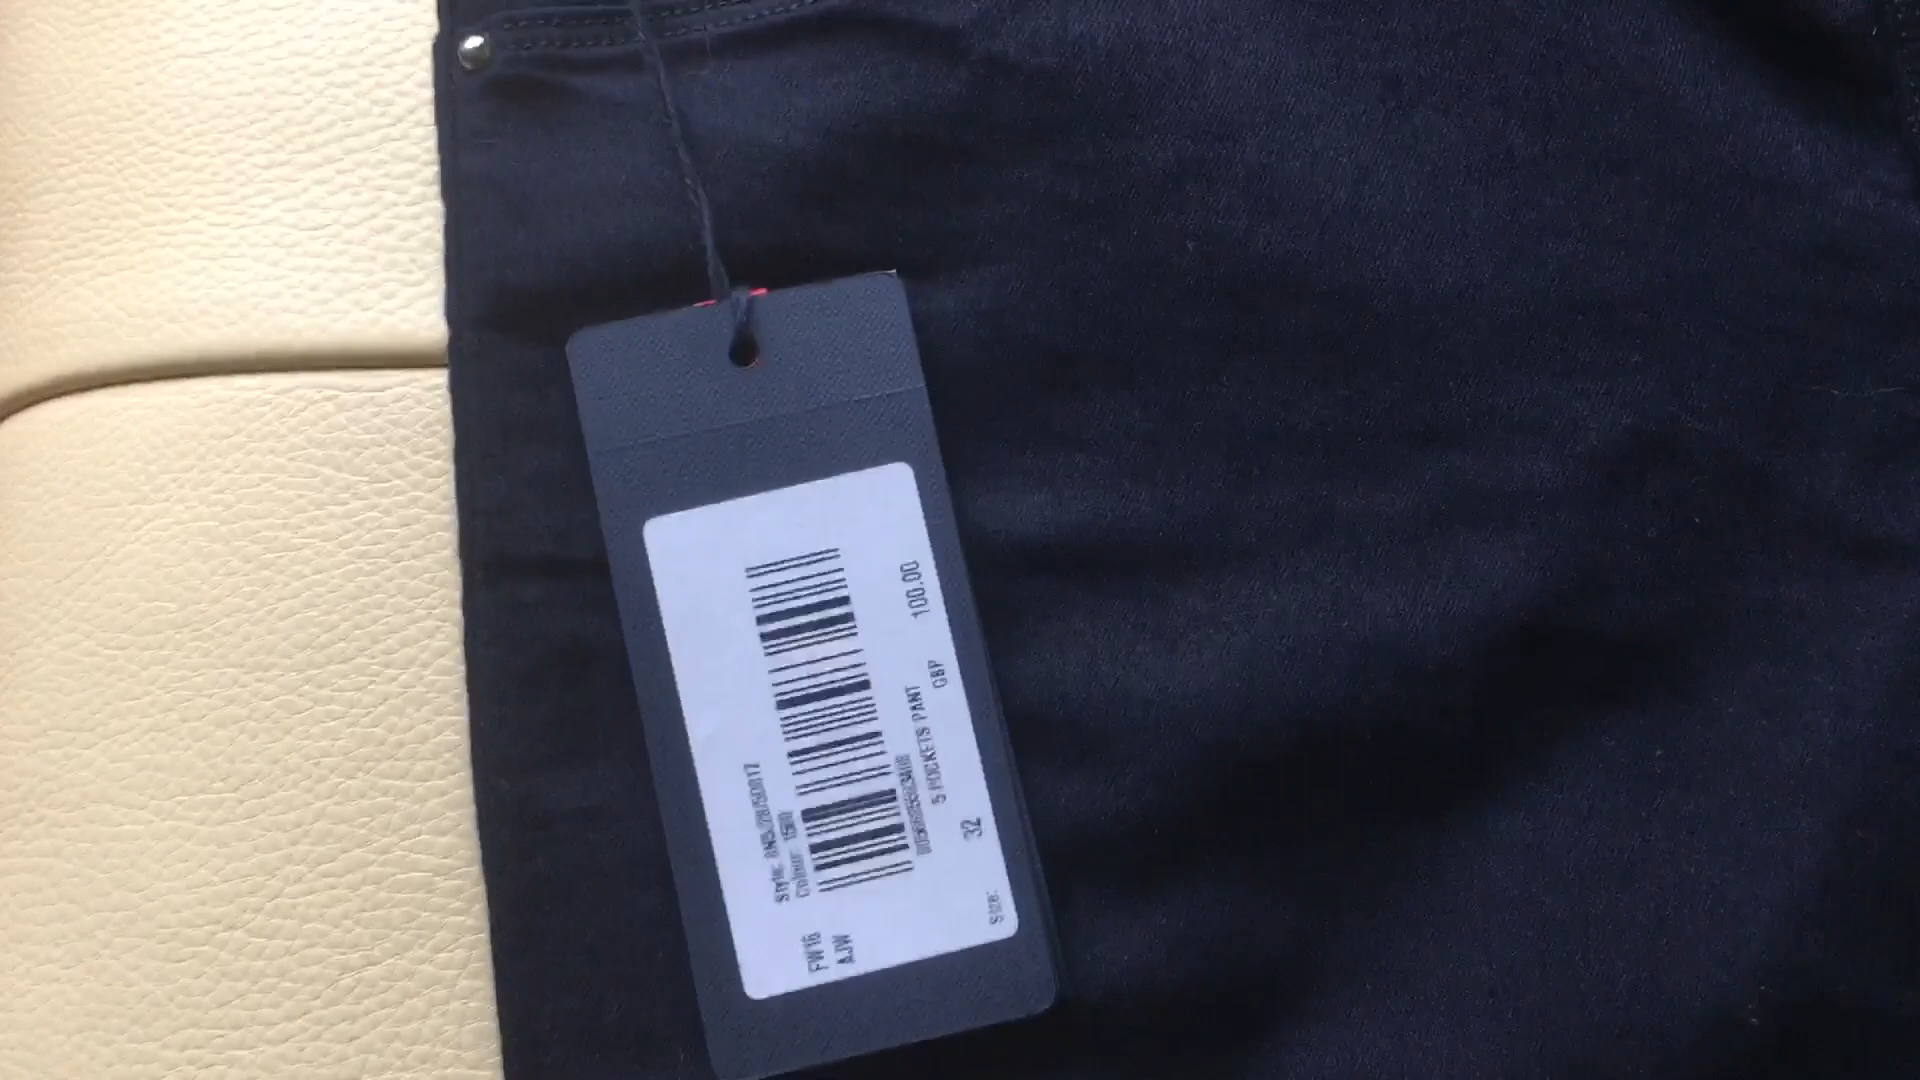 FW16
AJW
Style:
Colour:
5 POCKETS PANT
GBP 100.00
Size: 32